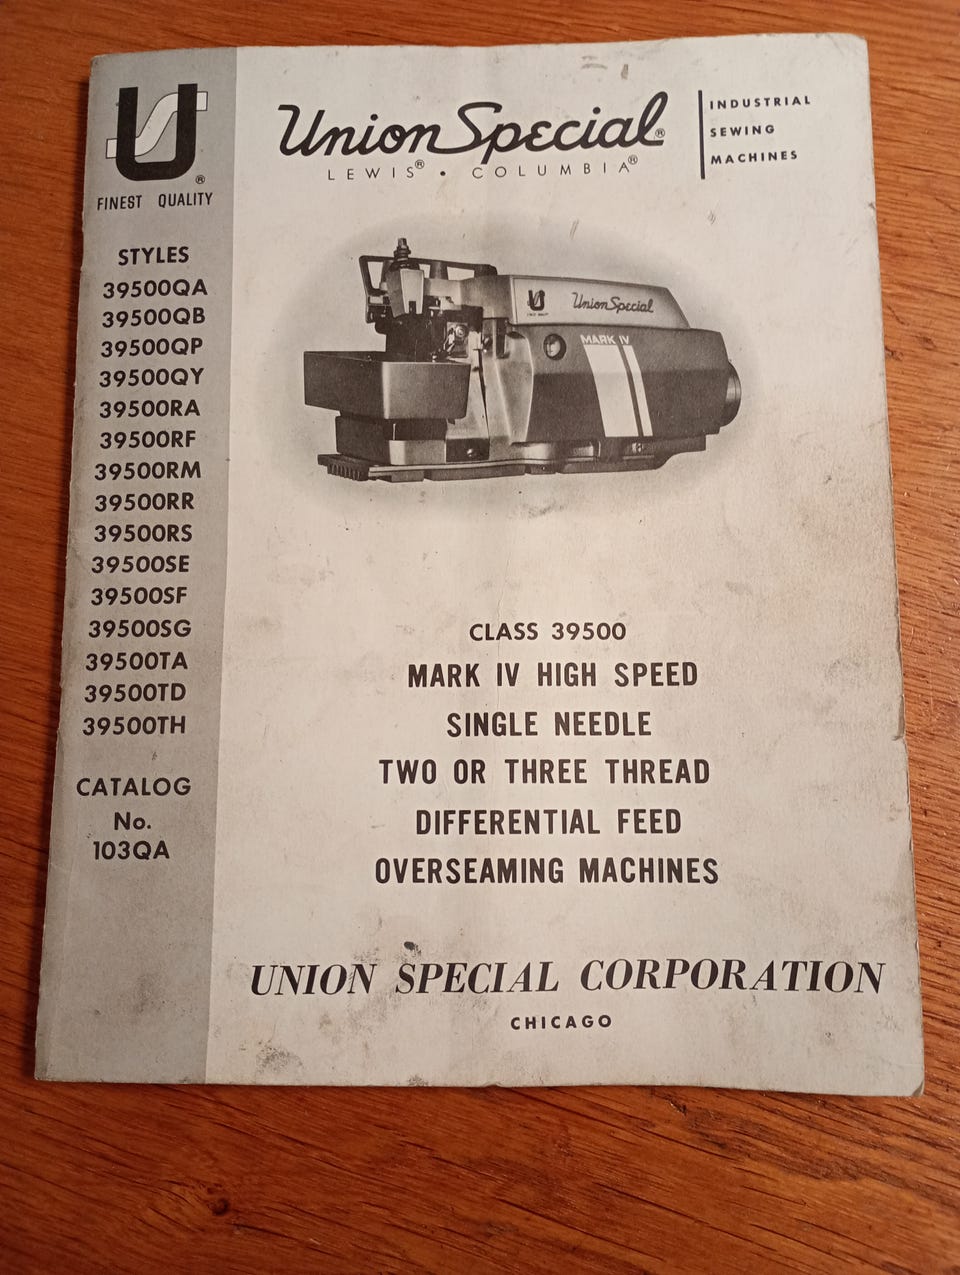 U®
FINEST QUALITY
STYLES
39500QA
39500QB
39500QP
39500QY
39500RA
39500RF
39500RM
39500RR
39500RS
39500SE
39500SF
39500SG
39500TA
39500TD
39500TH
CATALOG
No.
103QA
Union Special®
LEWIS® • COLUMBIA®
INDUSTRIAL
SEWING
MACHINES
U
Union Special
MARK IV
CLASS 39500
MARK IV HIGH SPEED
SINGLE NEEDLE
TWO OR THREE THREAD
DIFFERENTIAL FEED
OVERSEAMING MACHINES
UNION SPECIAL CORPORATION
CHICAGO